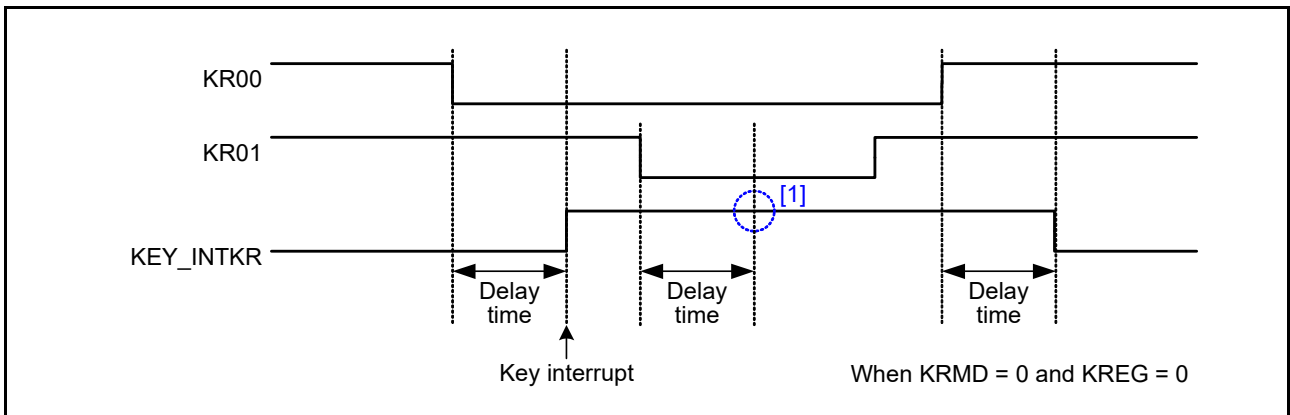 KR00
KR01
[1]
KEY_INTKR
Delay
time
Delay
time
Delay
time
Key interrupt
When KRMD = 0 and KREG = 0